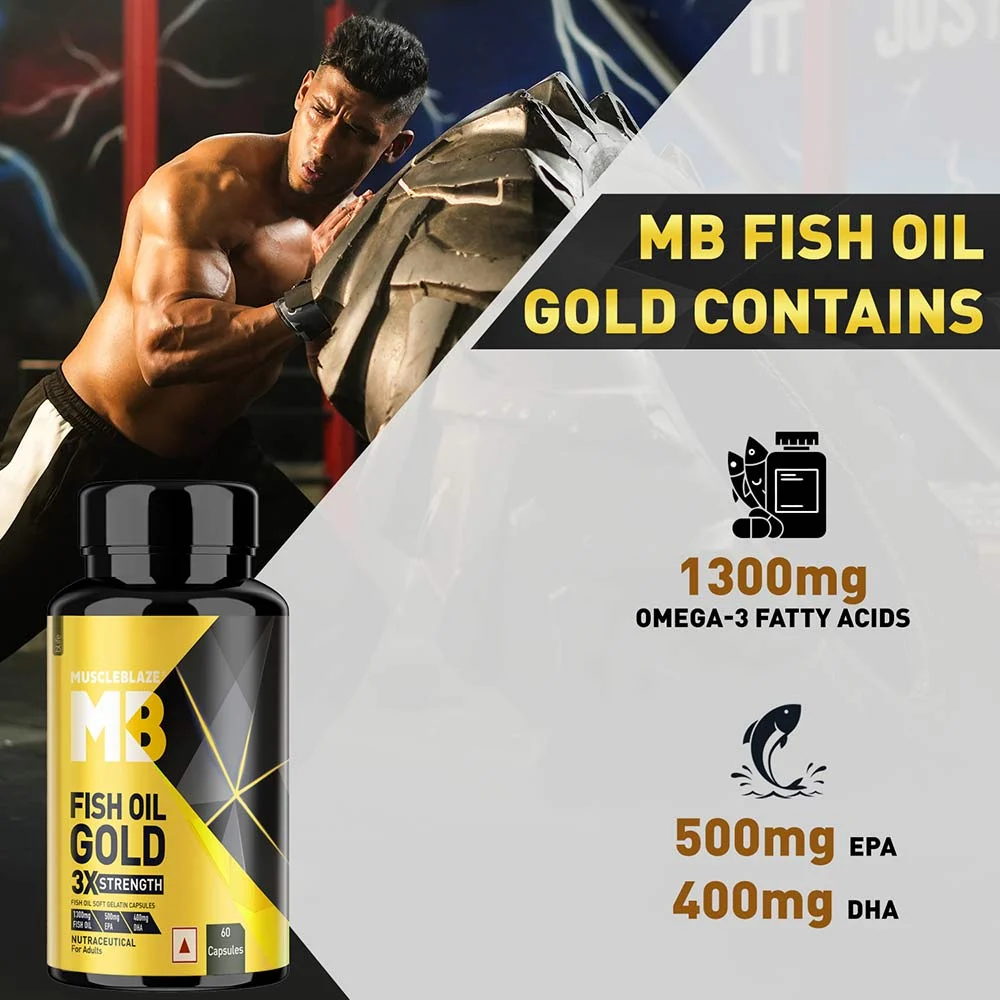 IT JUST
MB FISH OIL
GOLD CONTAINS
1300mg
OMEGA-3 FATTY ACIDS
500mg EPA
400mg DHA
MUSCLEBLAZE
MB
FISH OIL
GOLD
3X STRENGTH
FISH OIL SOFT GELATIN CAPSULES
1300mg 500mg 400mg
FISH OIL EPA DHA
NUTRACEUTICAL
For Adults
60
Capsules